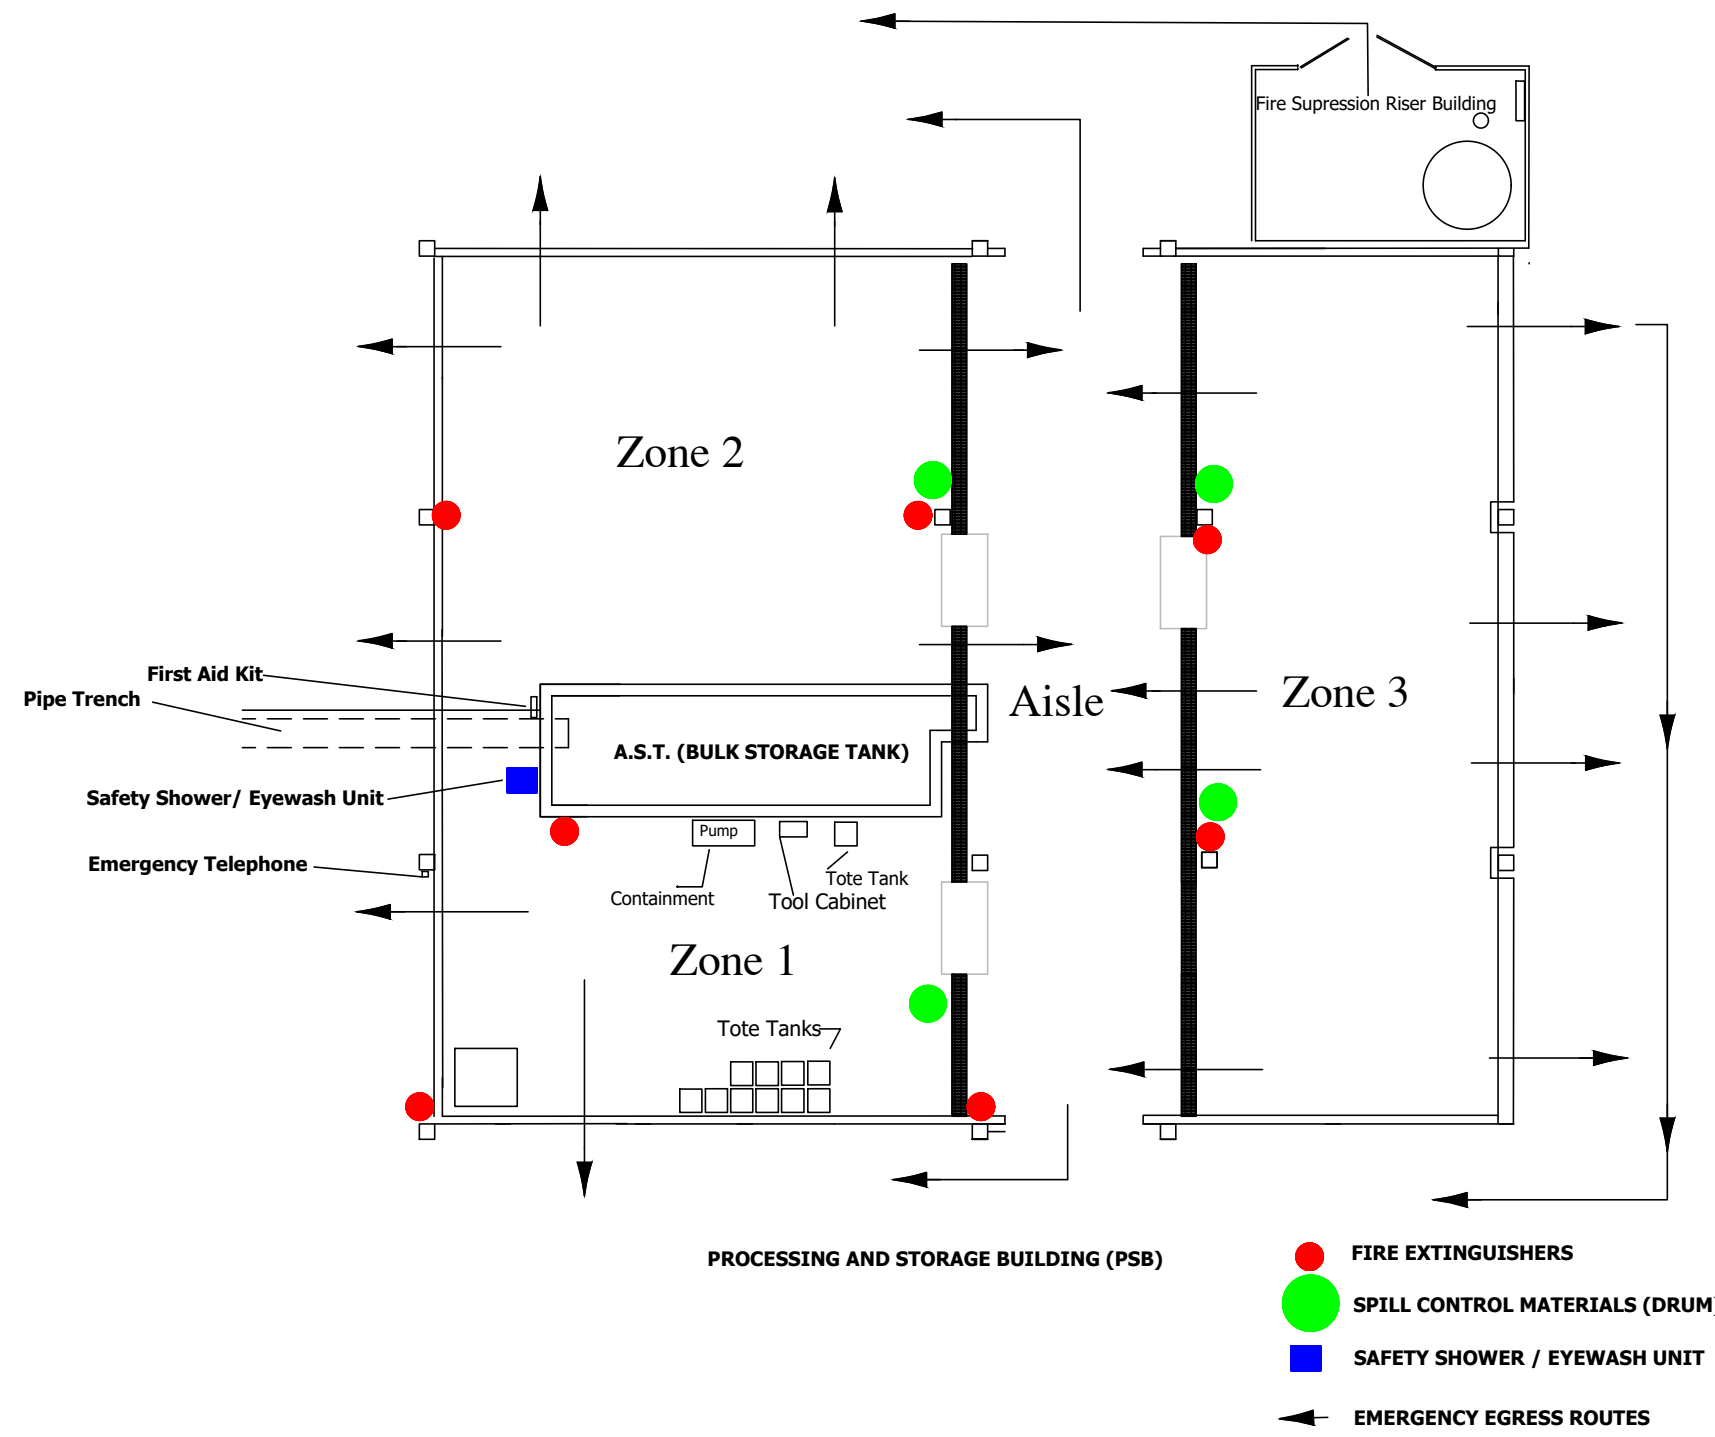 Fire Supression Riser Building
Zone 2
First Aid Kit
Pipe Trench
Aisle
Zone 3
A.S.T. (BULK STORAGE TANK)
Safety Shower/ Eyewash Unit
Pump
Emergency Telephone
Tote Tank
Containment
Tool Cabinet
Zone 1
Tote Tanks
PROCESSING AND STORAGE BUILDING (PSB)
FIRE EXTINGUISHERS
SPILL CONTROL MATERIALS (DRUM)
SAFETY SHOWER / EYEWASH UNIT
EMERGENCY EGRESS ROUTES